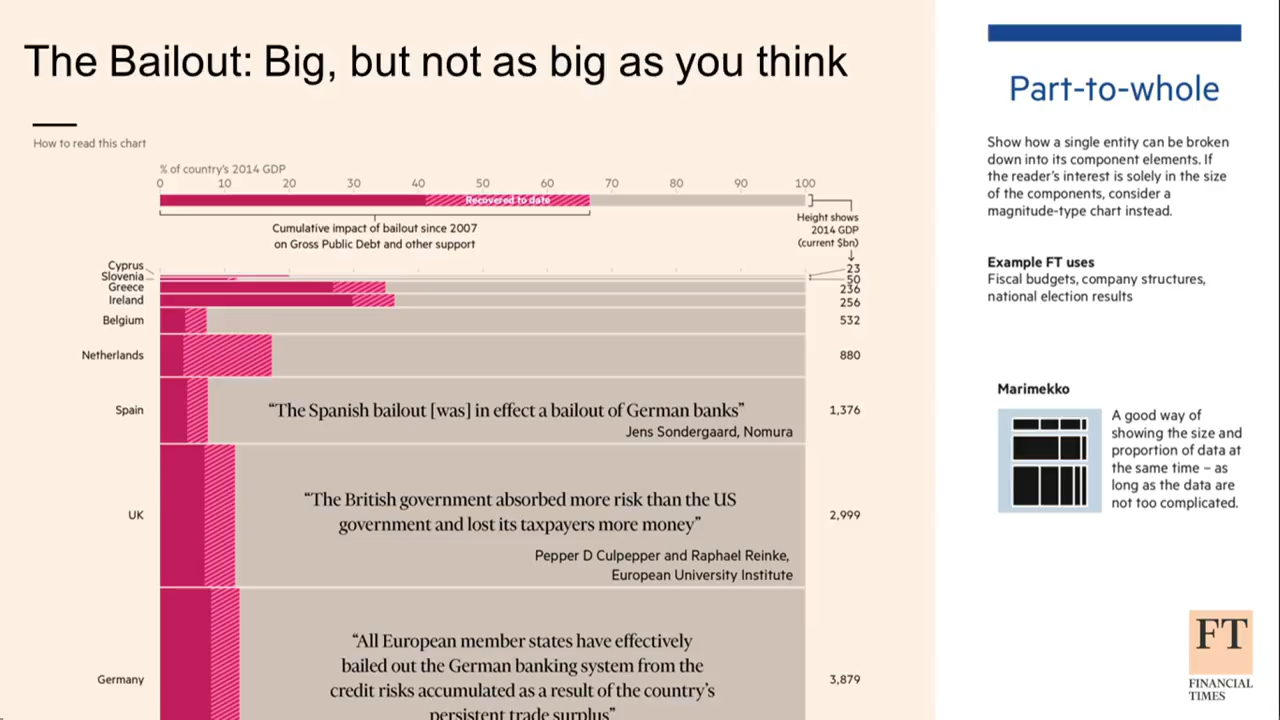 The Bailout: Big, but not as big as you think
How to read this chart
% of country's 2014 GDP
0 10 20 30 40 50 60 70 80 90 100
Recovered to date
Cumulative impact of bailout since 2007
on Gross Public Debt and other support
Height shows
2014 GDP
(current $bn)
Cyprus 23
Slovenia 50
Greece 236
Ireland 256
Belgium 532
Netherlands 880
Spain 1,376
“The Spanish bailout [was] in effect a bailout of German banks”
Jens Sondergaard, Nomura
UK 2,999
“The British government absorbed more risk than the US
government and lost its taxpayers more money”
Pepper D Culpepper and Raphael Reinke,
European University Institute
Germany 3,879
“All European member states have effectively
bailed out the German banking system from the
credit risks accumulated as a result of the country’s
persistent trade surplus”
Part-to-whole
Show how a single entity can be broken
down into its component elements. If
the reader’s interest is solely in the size
of the components, consider a
magnitude-type chart instead.
Example FT uses
Fiscal budgets, company structures,
national election results
Marimekko
A good way of
showing the size and
proportion of data at
the same time – as
long as the data are
not too complicated.
FT
FINANCIAL
TIMES